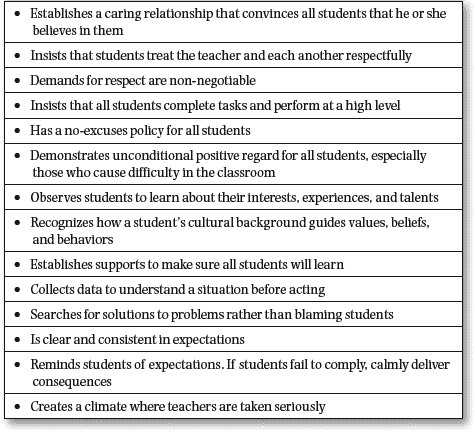 • Establishes a caring relationship that convinces all students that he or she
believes in them
• Insists that students treat the teacher and each another respectfully
• Demands for respect are non-negotiable
• Insists that all students complete tasks and perform at a high level
• Has a no-excuses policy for all students
• Demonstrates unconditional positive regard for all students, especially
those who cause difficulty in the classroom
• Observes students to learn about their interests, experiences, and talents
• Recognizes how a student's cultural background guides values, beliefs,
and behaviors
• Establishes supports to make sure all students will learn
• Collects data to understand a situation before acting
• Searches for solutions to problems rather than blaming students
• Is clear and consistent in expectations
• Reminds students of expectations. If students fail to comply, calmly deliver
consequences
• Creates a climate where teachers are taken seriously